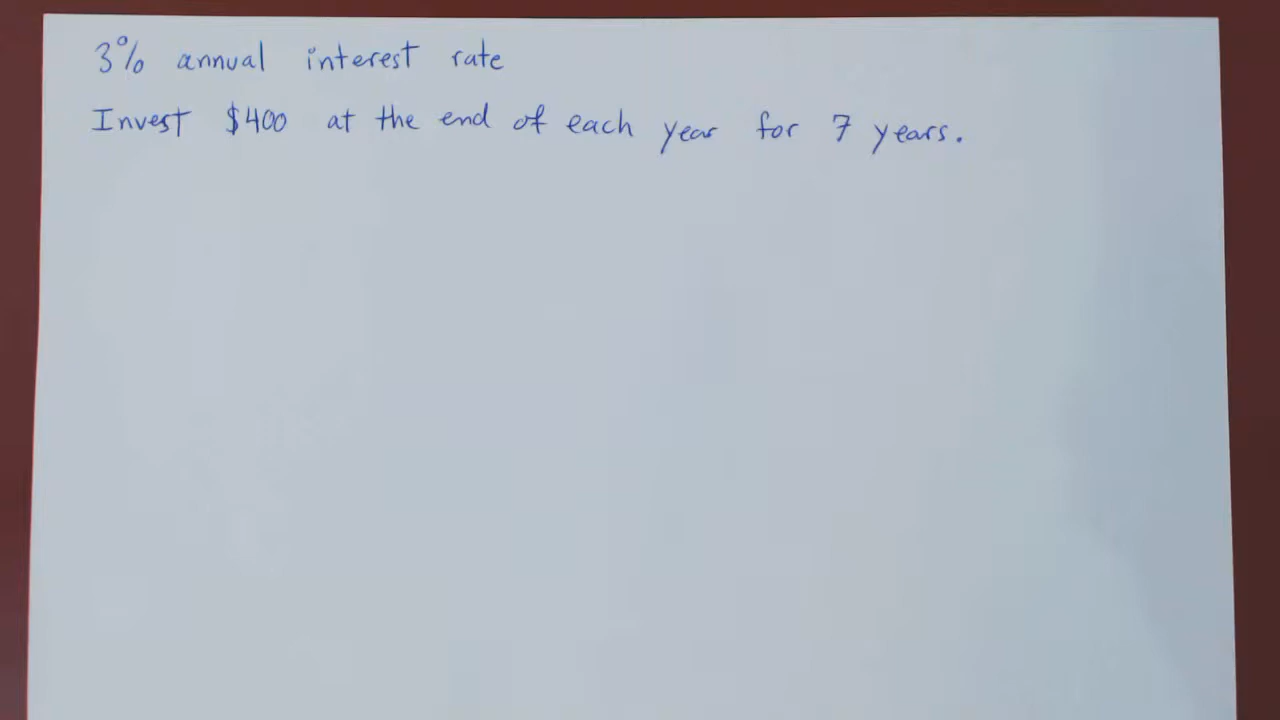 3% annual interest rate
Invest $400 at the end of each year for 7 years.